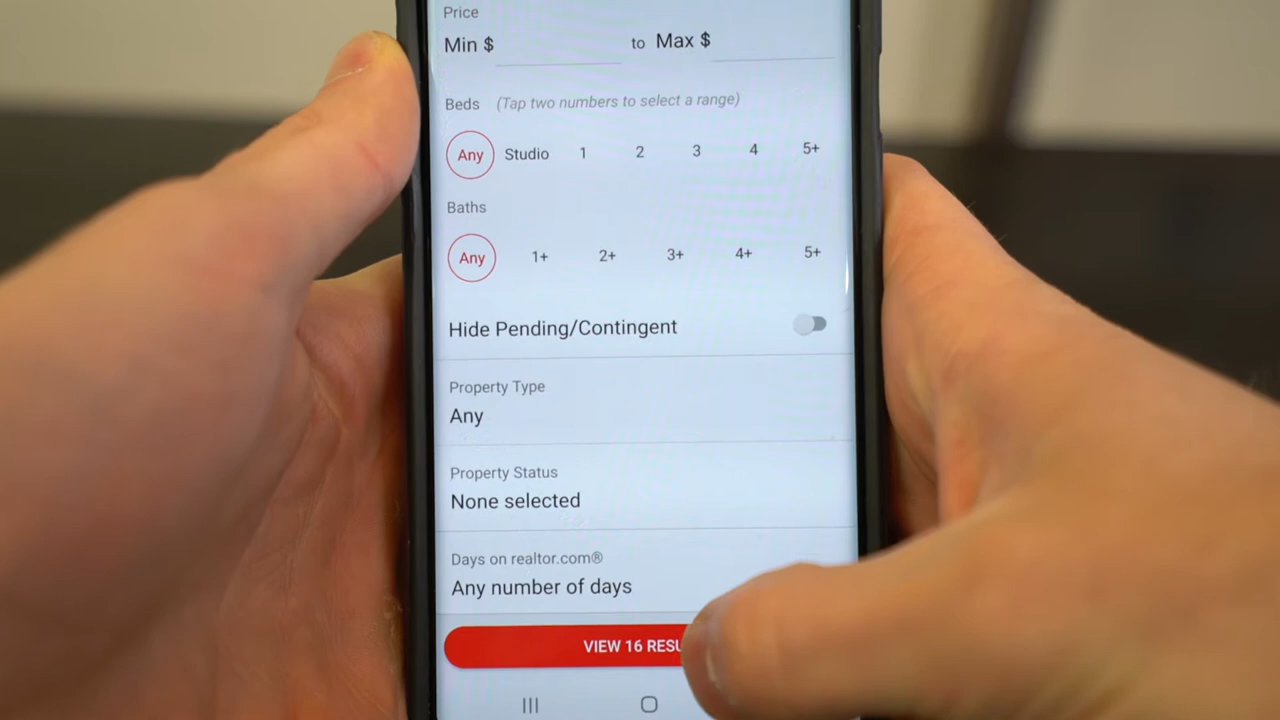 Price
Min $ to Max $
Beds (Tap two numbers to select a range)
Any Studio 1 2 3 4 5+
Baths
Any 1+ 2+ 3+ 4+ 5+
Hide Pending/Contingent
Property Type
Any
Property Status
None selected
Days on realtor.com®
Any number of days
VIEW 16 RESU